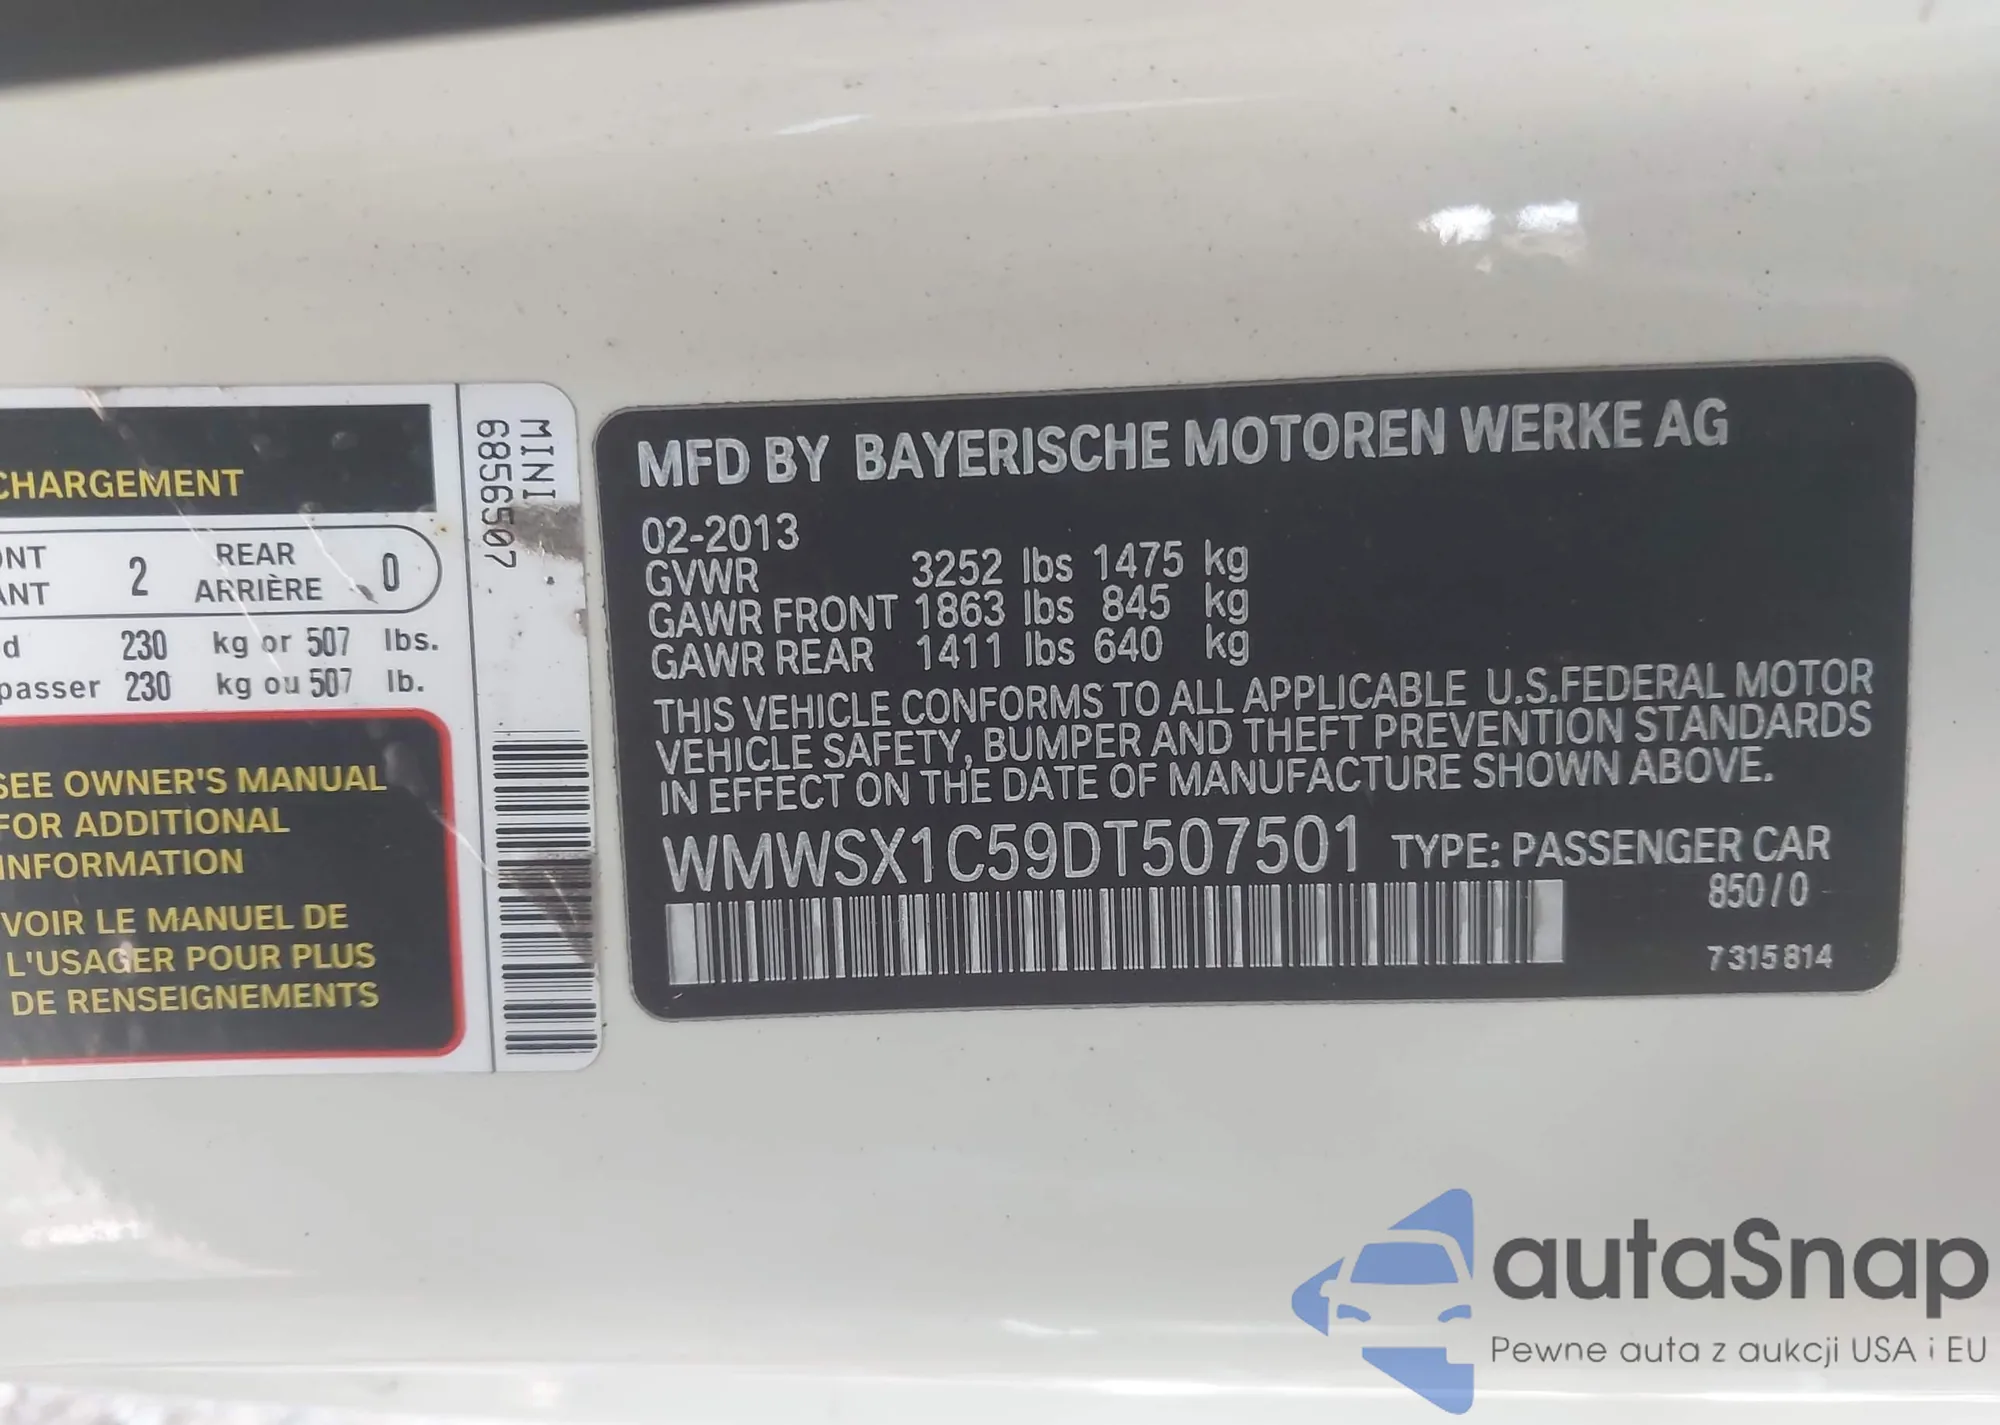 CHARGEMENT
2 REAR 0
ARRIÈRE
230 kg or 507 lbs.
passer 230 kg ou 507 lb.
SEE OWNER'S MANUAL
FOR ADDITIONAL
INFORMATION
VOIR LE MANUEL DE
L'USAGER POUR PLUS
DE RENSEIGNEMENTS
MINI
6856507
MFD BY BAYERISCHE MOTOREN WERKE AG
02-2013
GVWR 3252 lbs 1475 kg
GAWR FRONT 1863 lbs 845 kg
GAWR REAR 1411 lbs 640 kg
THIS VEHICLE CONFORMS TO ALL APPLICABLE U.S.FEDERAL MOTOR
VEHICLE SAFETY, BUMPER AND THEFT PREVENTION STANDARDS
IN EFFECT ON THE DATE OF MANUFACTURE SHOWN ABOVE.
WMWSX1C59DT507501 TYPE: PASSENGER CAR
850/0
7 315 814
autaSnap
Pewne auta z aukcji USA i EU